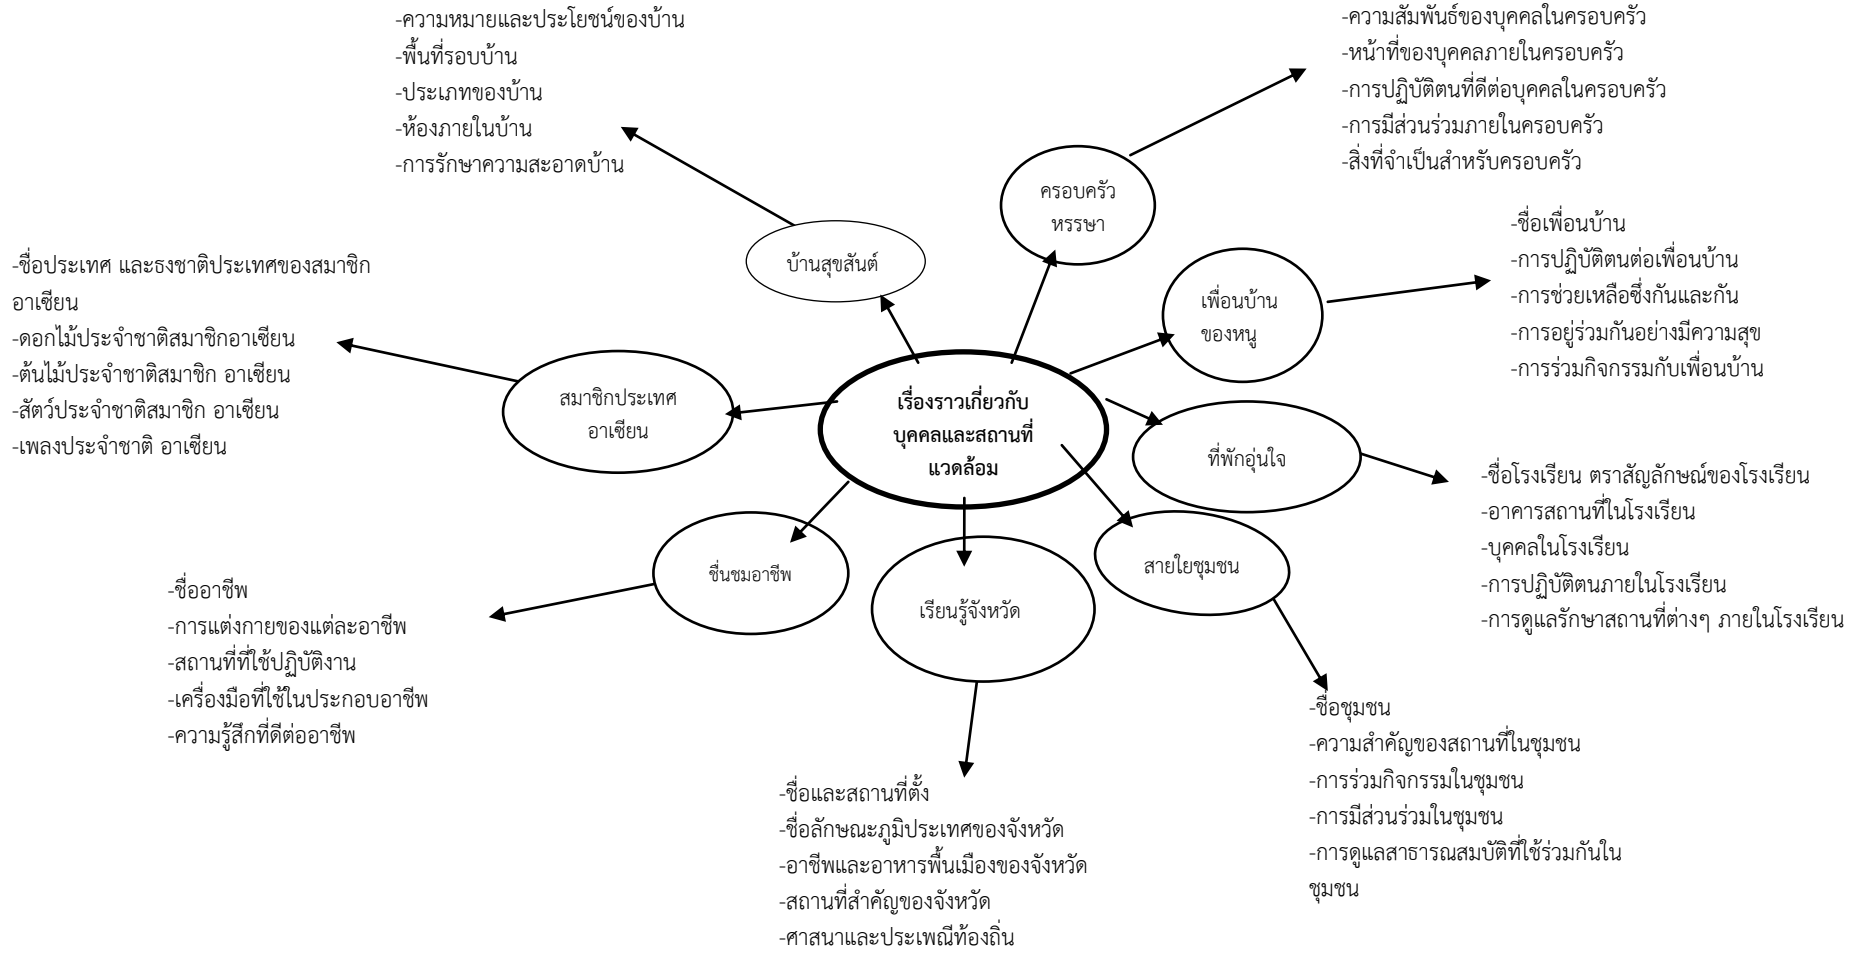 -ความหมายและประโยชน์ของบ้าน
-พื้นที่รอบบ้าน
-ประเภทของบ้าน
-ห้องภายในบ้าน
-การรักษาความสะอาดบ้าน
-ความสัมพันธ์ของบุคคลในครอบครัว
-หน้าที่ของบุคคลภายในครอบครัว
-การปฏิบัติตนที่ดีต่อบุคคลในครอบครัว
-การมีส่วนร่วมภายในครอบครัว
-สิ่งที่จำเป็นสำหรับครอบครัว
ครอบครัว
หรรษา
บ้านสุขสันต์
-ชื่อเพื่อนบ้าน
-การปฏิบัติตนต่อเพื่อนบ้าน
-การช่วยเหลือซึ่งกันและกัน
-การอยู่ร่วมกันอย่างมีความสุข
-การร่วมกิจกรรมกับเพื่อนบ้าน
เพื่อนบ้าน
ของหนู
-ชื่อประเทศ และธงชาติประเทศของสมาชิก
อาเซียน
-ดอกไม้ประจำชาติสมาชิกอาเซียน
-ต้นไม้ประจำชาติสมาชิก อาเซียน
-สัตว์ประจำชาติสมาชิก อาเซียน
-เพลงประจำชาติ อาเซียน
สมาชิกประเทศ
อาเซียน
เรื่องราวเกี่ยวกับ
บุคคลและสถานที่
แวดล้อม
ที่พักอุ่นใจ
-ชื่อโรงเรียน ตราสัญลักษณ์ของโรงเรียน
-อาคารสถานที่ในโรงเรียน
-บุคคลในโรงเรียน
-การปฏิบัติตนภายในโรงเรียน
-การดูแลรักษาสถานที่ต่างๆ ภายในโรงเรียน
ชื่นชมอาชีพ
เรียนรู้จังหวัด
สายใยชุมชน
-ชื่ออาชีพ
-การแต่งกายของแต่ละอาชีพ
-สถานที่ที่ใช้ปฏิบัติงาน
-เครื่องมือที่ใช้ในประกอบอาชีพ
-ความรู้สึกที่ดีต่ออาชีพ
-ชื่อชุมชน
-ความสำคัญของสถานที่ในชุมชน
-การร่วมกิจกรรมในชุมชน
-การมีส่วนร่วมในชุมชน
-การดูแลสาธารณสมบัติที่ใช้ร่วมกันใน
ชุมชน
-ชื่อและสถานที่ตั้ง
-ชื่อลักษณะภูมิประเทศของจังหวัด
-อาชีพและอาหารพื้นเมืองของจังหวัด
-สถานที่สำคัญของจังหวัด
-ศาสนาและประเพณีท้องถิ่น